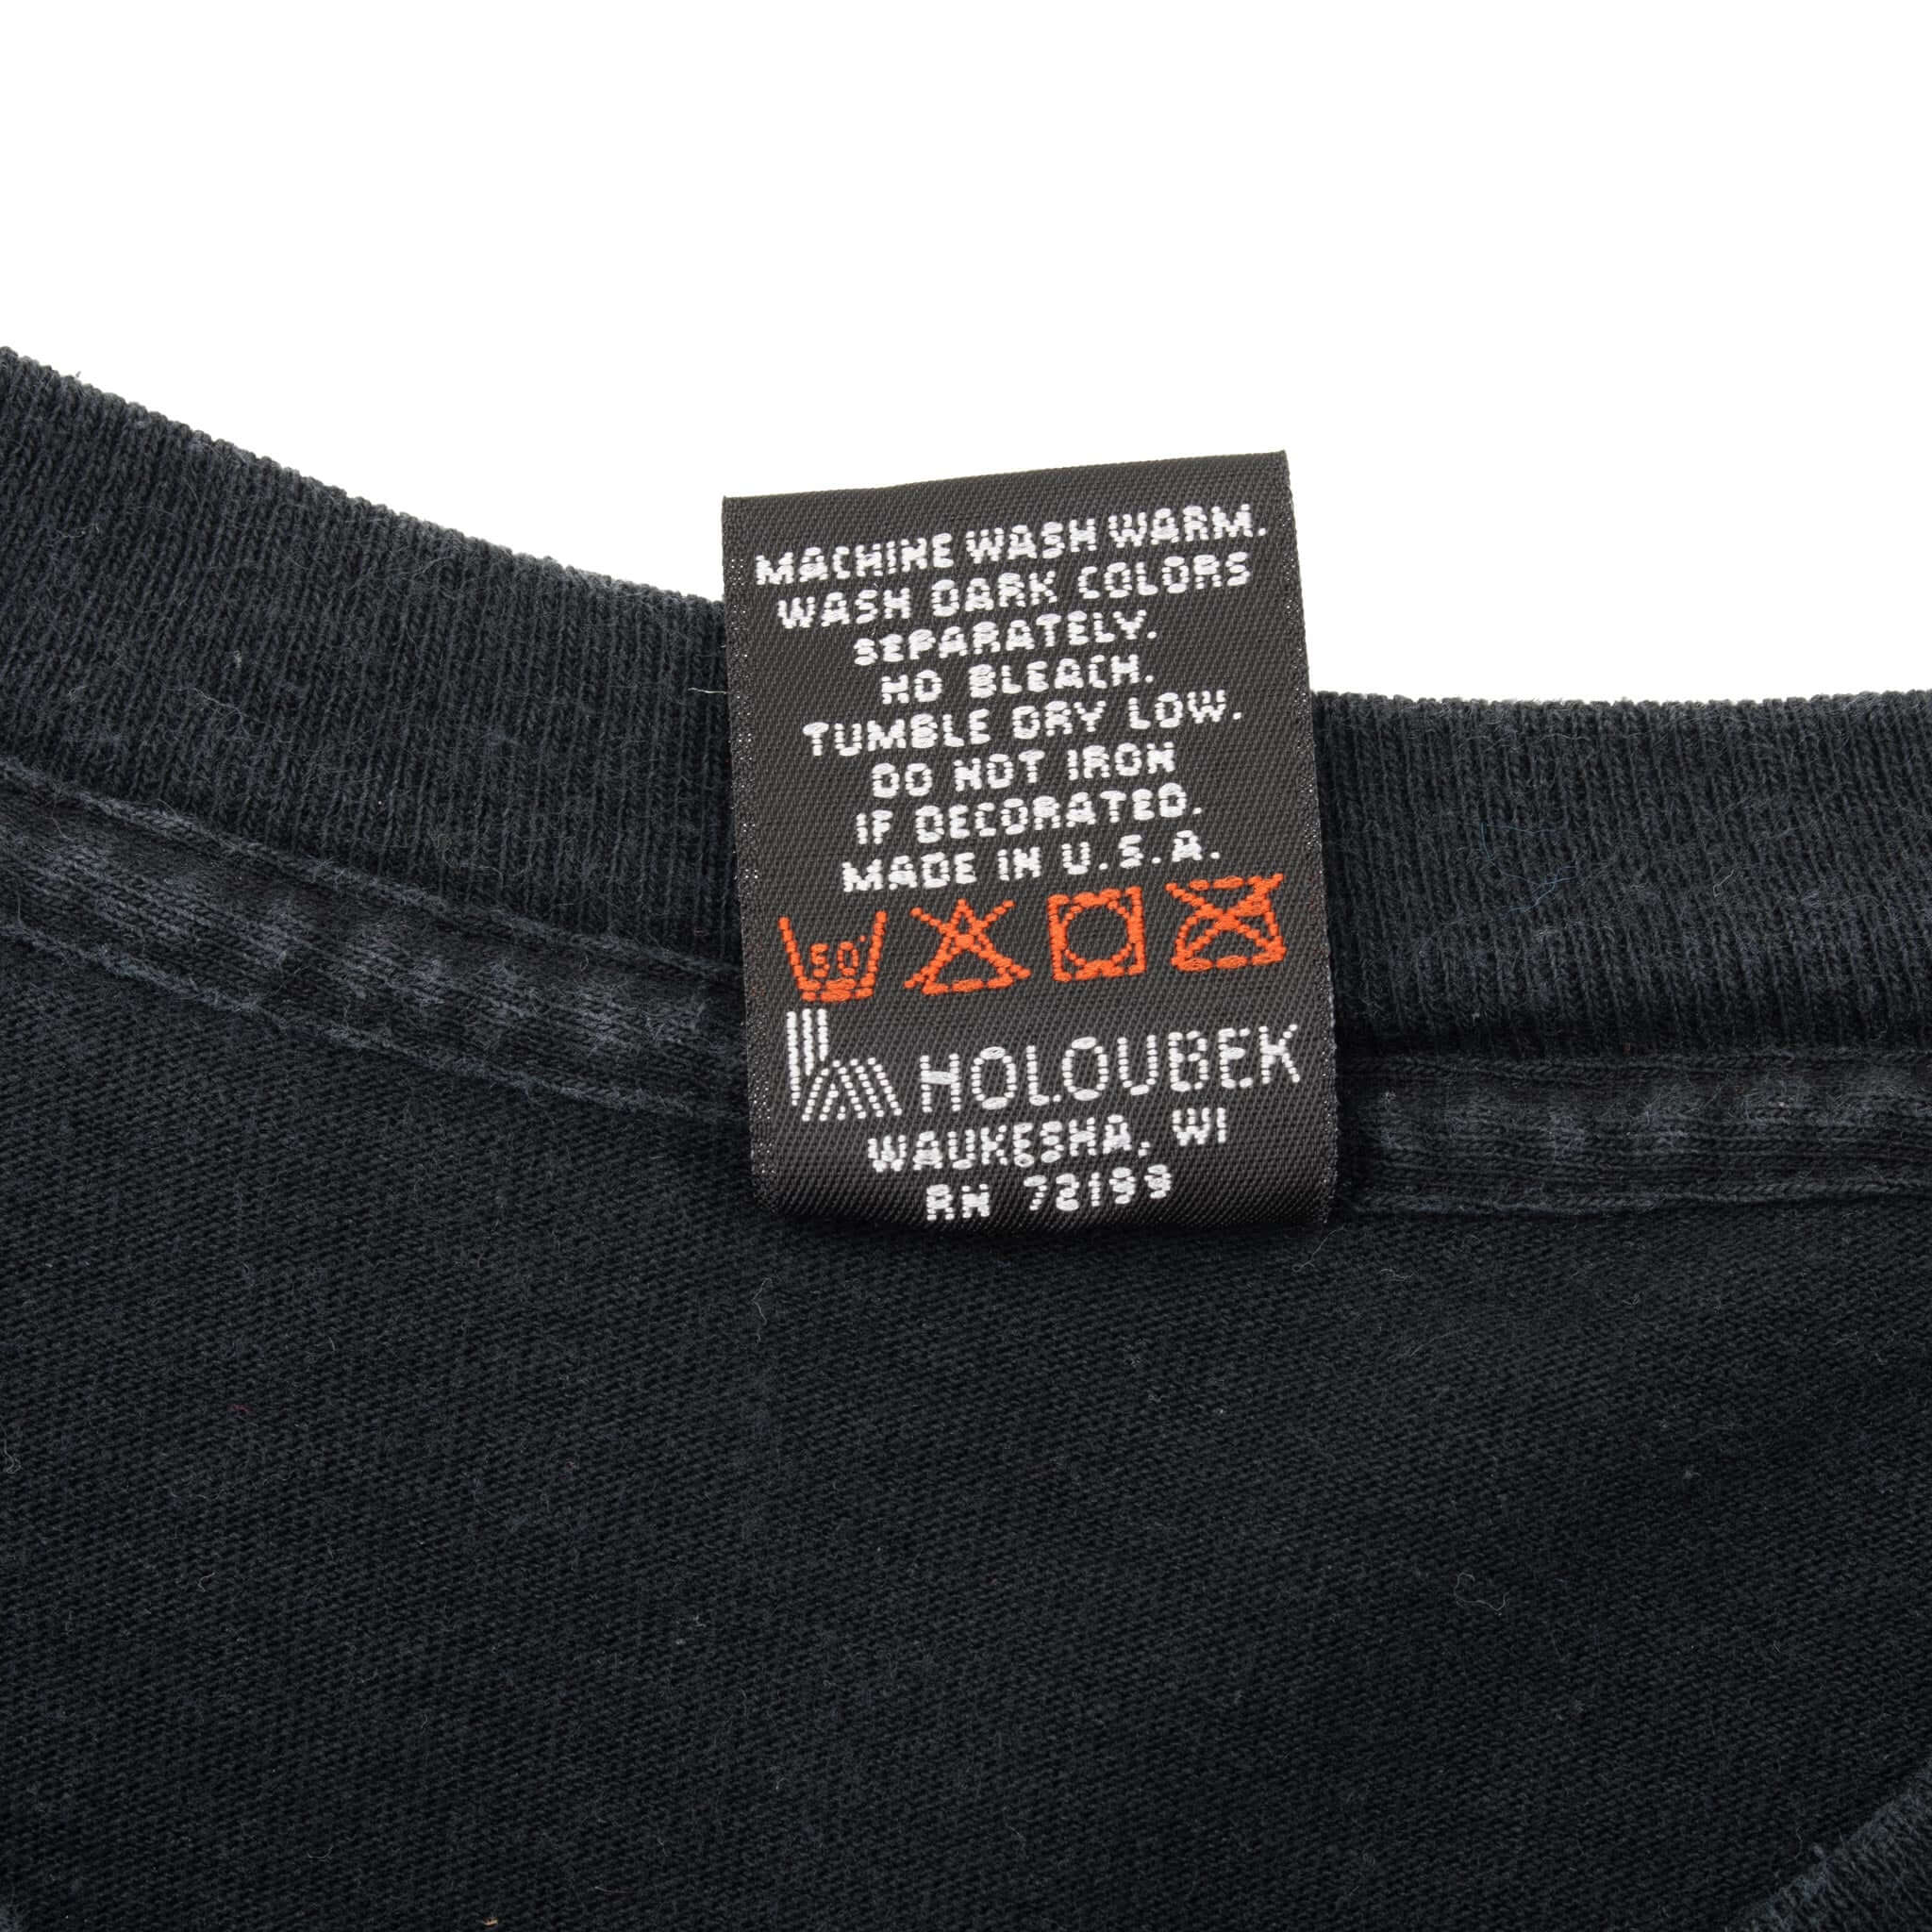 MACHINE WASH WARM.
WASH DARK COLORS
SEPARATELY.
NO BLEACH.
TUMBLE DRY LOW.
DO NOT IRON
IF DECORATED.
MADE IN U.S.A.
50°
HOLOUBEK
WAUKESHA, WI
RN 72199